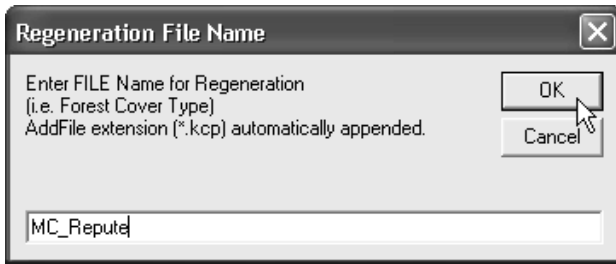 Regeneration File Name
Enter FILE Name for Regeneration
(i.e. Forest Cover Type)
AddFile extension (*.kcp) automatically appended.
OK
Cancel
MC_Repute